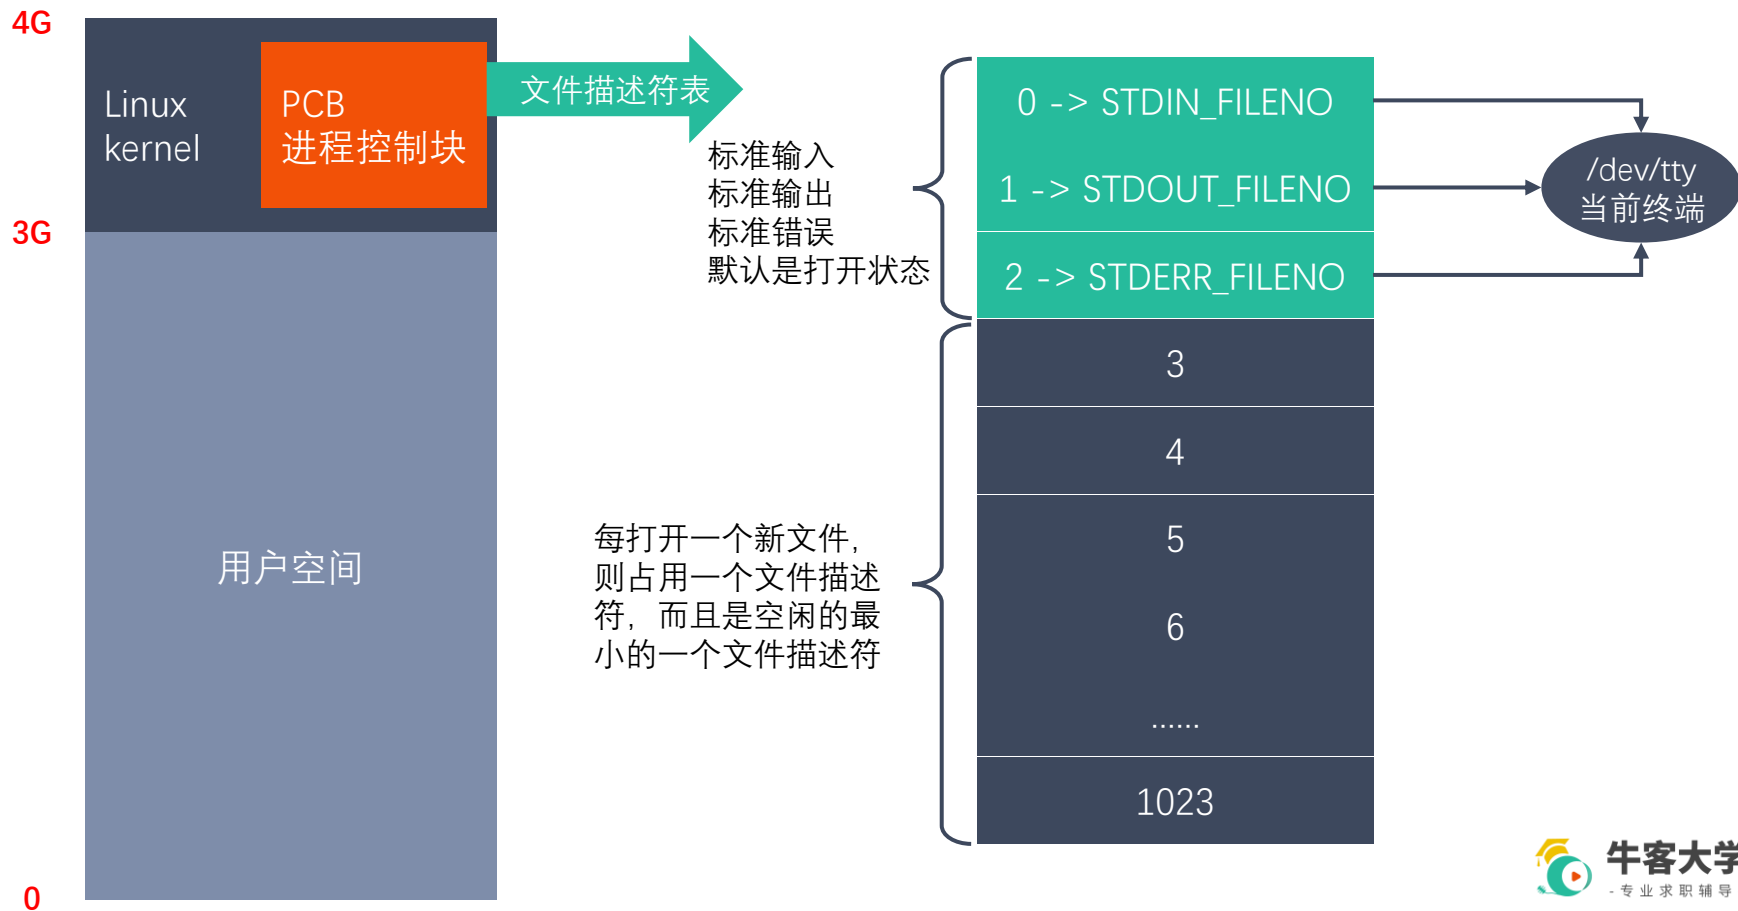 4G
Linux
kernel
PCB
进程控制块
文件描述符表
3G
用户空间
0
标准输入
标准输出
标准错误
默认是打开状态
0 -> STDIN_FILENO
1 -> STDOUT_FILENO
2 -> STDERR_FILENO
/dev/tty
当前终端
每打开一个新文件,
则占用一个文件描述
符，而且是空闲的最
小的一个文件描述符
3
4
5
6
......
1023
牛客大学
- 专业求职辅导